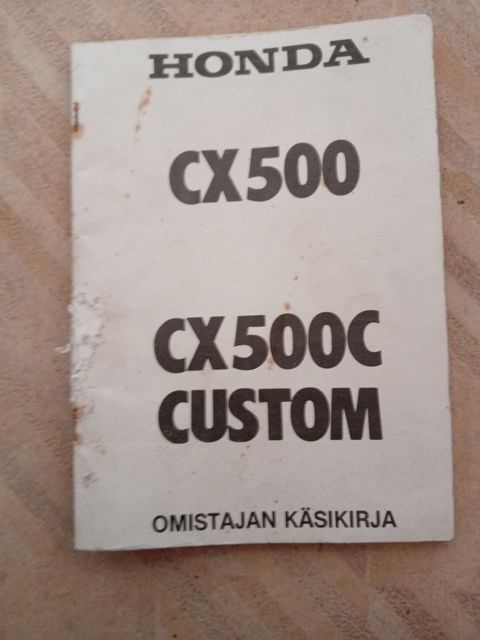 HONDA
CX500
CX500C
CUSTOM
OMISTAJAN KÄSIKIRJA